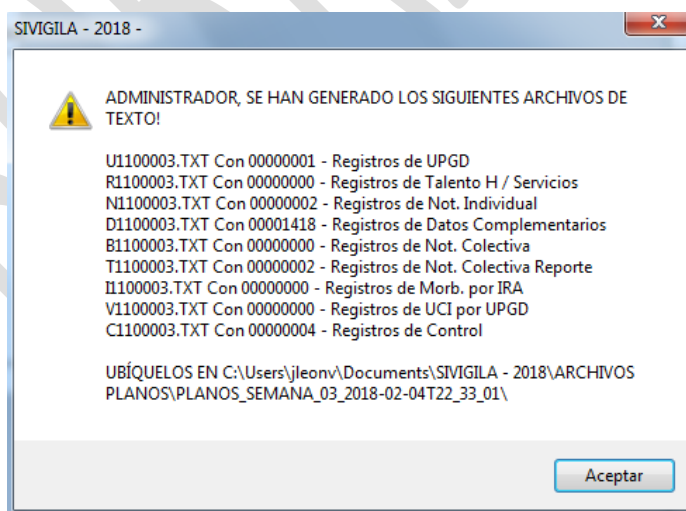 SIVIGILA - 2018 -
ADMINISTRADOR, SE HAN GENERADO LOS SIGUIENTES ARCHIVOS DE
TEXTO!
U1100003.TXT Con 00000001 - Registros de UPGD
R1100003.TXT Con 00000000 - Registros de Talento H / Servicios
N1100003.TXT Con 00000002 - Registros de Not. Individual
D1100003.TXT Con 00001418 - Registros de Datos Complementarios
B1100003.TXT Con 00000000 - Registros de Not. Colectiva
T1100003.TXT Con 00000002 - Registros de Not. Colectiva Reporte
I1100003.TXT Con 00000000 - Registros de Morb. por IRA
V1100003.TXT Con 00000000 - Registros de UCI por UPGD
C1100003.TXT Con 00000004 - Registros de Control
UBÍQUELOS EN C:\Users\jleonv\Documents\SIVIGILA - 2018\ARCHIVOS
PLANOS\PLANOS_SEMANA_03_2018-02-04T22_33_01\
Aceptar